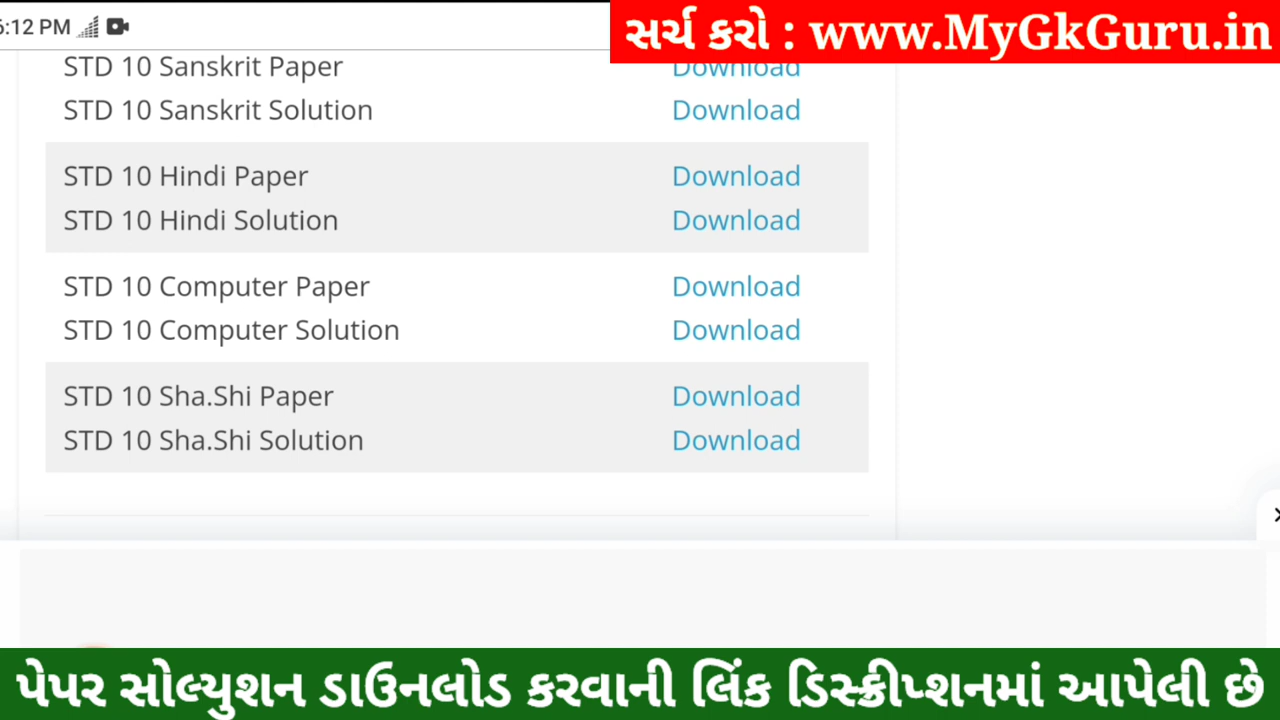 6:12 PM
સર્ચ કરો : www.MyGkGuru.in
STD 10 Sanskrit Paper Download
STD 10 Sanskrit Solution Download
STD 10 Hindi Paper Download
STD 10 Hindi Solution Download
STD 10 Computer Paper Download
STD 10 Computer Solution Download
STD 10 Sha.Shi Paper Download
STD 10 Sha.Shi Solution Download
પેપર સોલ્યુશન ડાઉનલોડ કરવાની લિંક ડિસ્ક્રીપ્શનમાં આપેલી છે